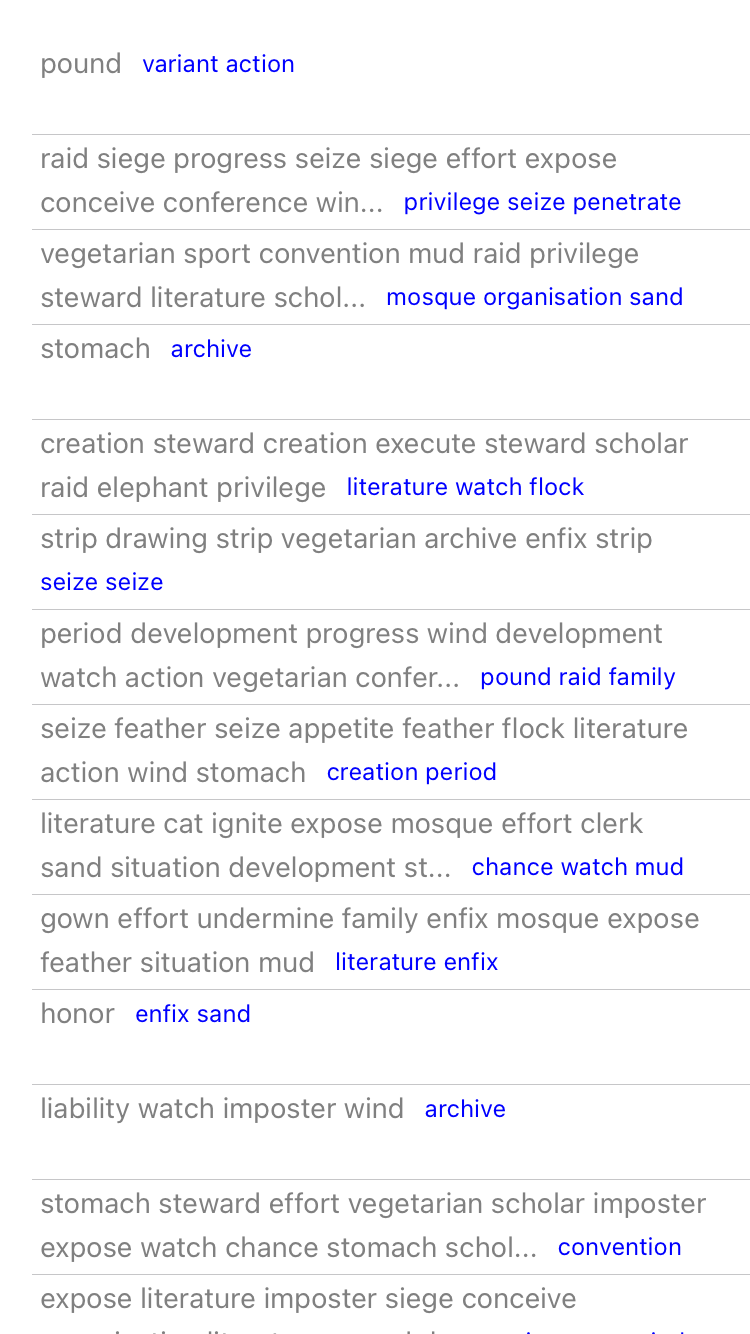 pound variant action
raid siege progress seize siege effort expose
conceive conference win... privilege seize penetrate
vegetarian sport convention mud raid privilege
steward literature schol... mosque organisation sand
stomach archive
creation steward creation execute steward scholar
raid elephant privilege literature watch flock
strip drawing strip vegetarian archive enfix strip
seize seize
period development progress wind development
watch action vegetarian confer... pound raid family
seize feather seize appetite feather flock literature
action wind stomach creation period
literature cat ignite expose mosque effort clerk
sand situation development st... chance watch mud
gown effort undermine family enfix mosque expose
feather situation mud literature enfix
honor enfix sand
liability watch imposter wind archive
stomach steward effort vegetarian scholar imposter
expose watch chance stomach schol... convention
expose literature imposter siege conceive